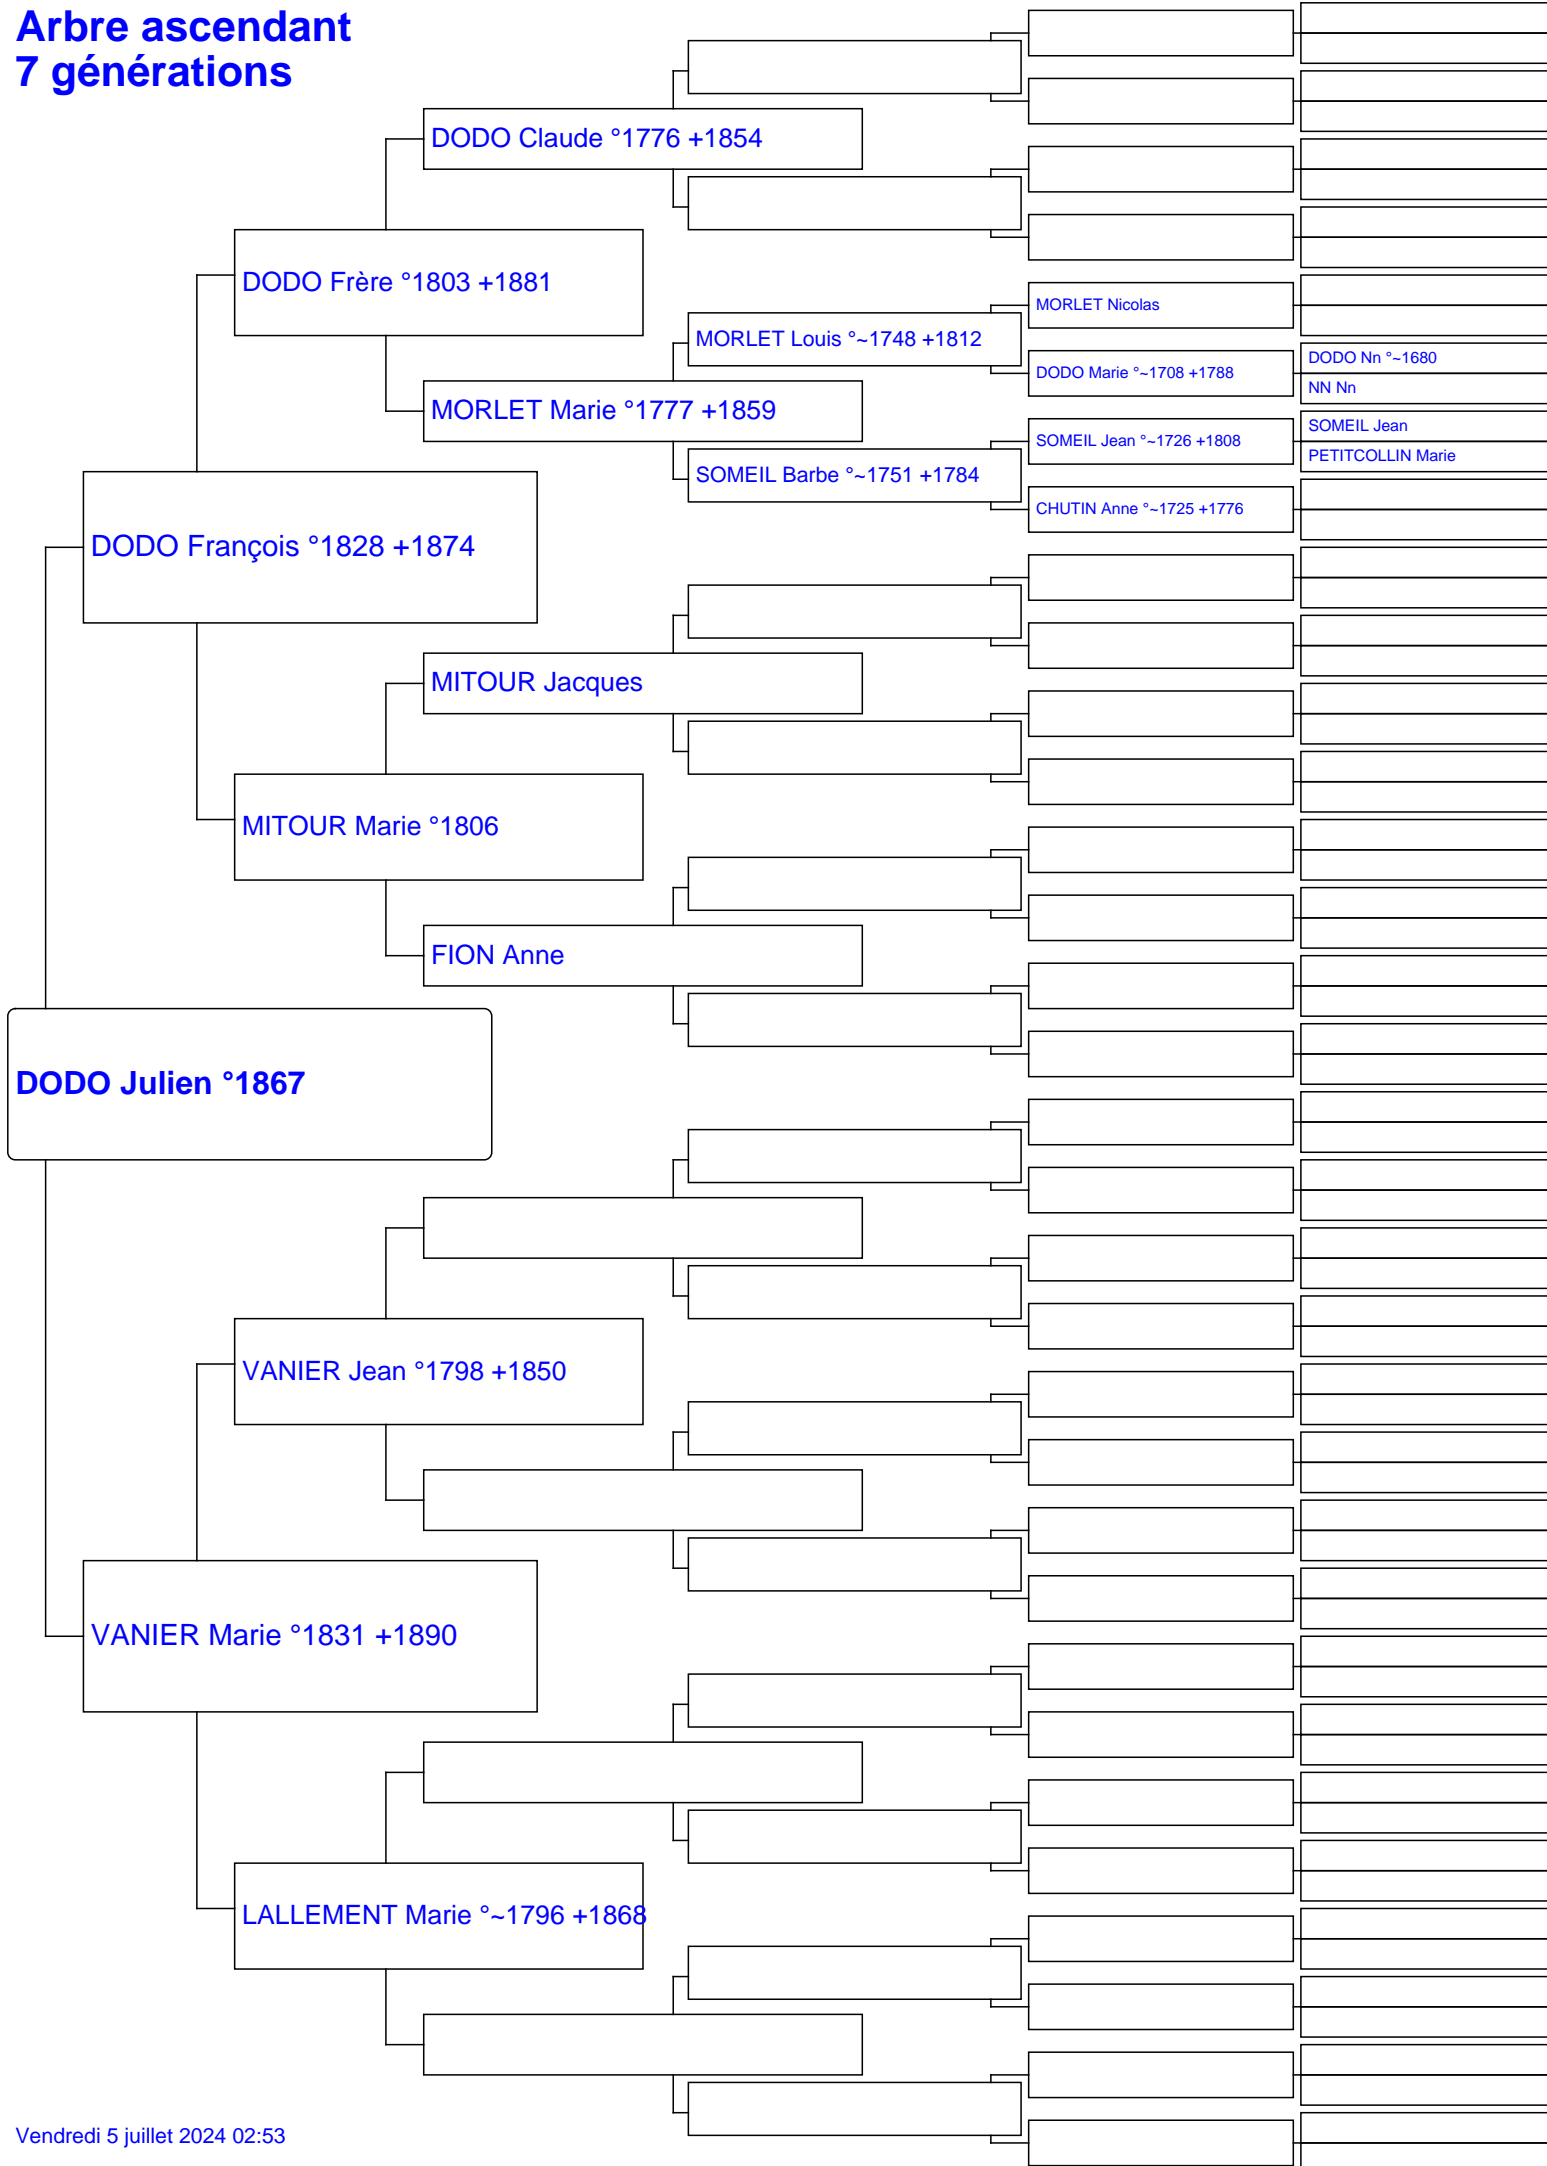 Arbre ascendant
7 générations
DODO Claude °1776 +1854
DODO Frère °1803 +1881
MORLET Nicolas
MORLET Louis °~1748 +1812
DODO Nn °~1680
DODO Marie °~1708 +1788
NN Nn
MORLET Marie °1777 +1859
SOMEIL Jean
SOMEIL Jean °~1726 +1808
PETITCOLLIN Marie
SOMEIL Barbe °~1751 +1784
CHUTIN Anne °~1725 +1776
DODO François °1828 +1874
MITOUR Jacques
MITOUR Marie °1806
FION Anne
DODO Julien °1867
VANIER Jean °1798 +1850
VANIER Marie °1831 +1890
LALLEMENT Marie °~1796 +1868
Vendredi 5 juillet 2024 02:53